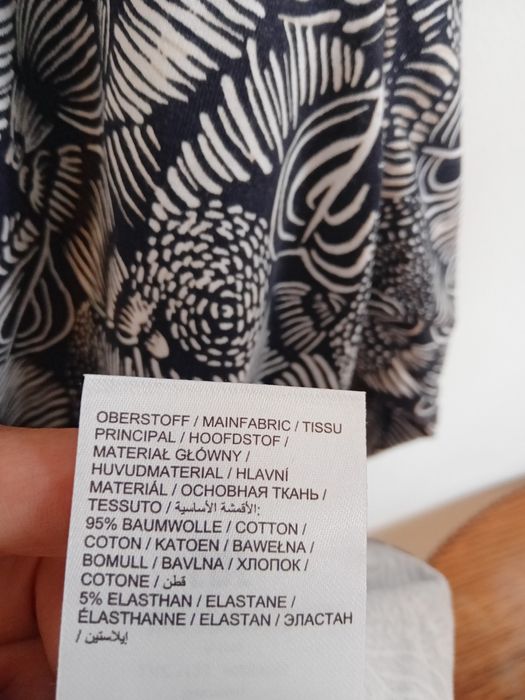 OBERSTOFF / MAINFABRIC / TISSU
PRINCIPAL / HOOFDSTOF /
MATERIAŁ GŁÓWNY /
HUVUDMATERIAL / HLAVNÍ
MATERIÁL / ОСНОВНАЯ ТКАНЬ /
TESSUTO / الأقمشة الأساسية:
95% BAUMWOLLE / COTTON /
COTON / KATOEN / BAWEŁNA /
BOMULL / BAVLNA / ХЛОПОК /
COTONE / قطن
5% ELASTHAN / ELASTANE /
ÉLASTHANNE / ELASTAN / ЭЛАСТАН
/ إيلاستين